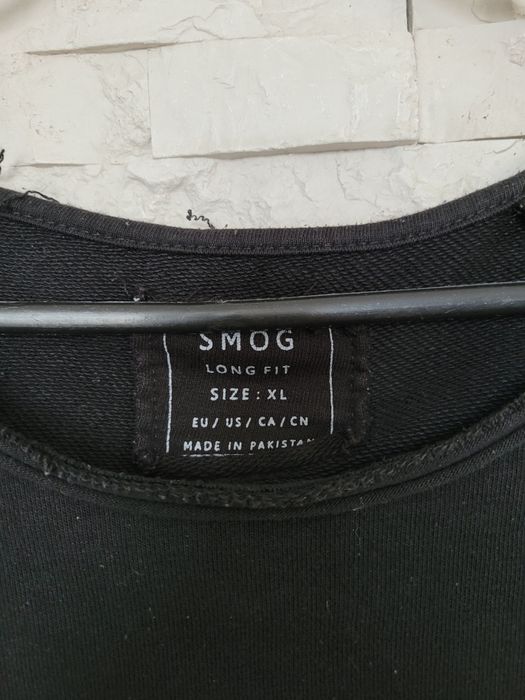 SMOG
LONG FIT
SIZE : XL
EU / US / CA / CN
MADE IN PAKISTAN